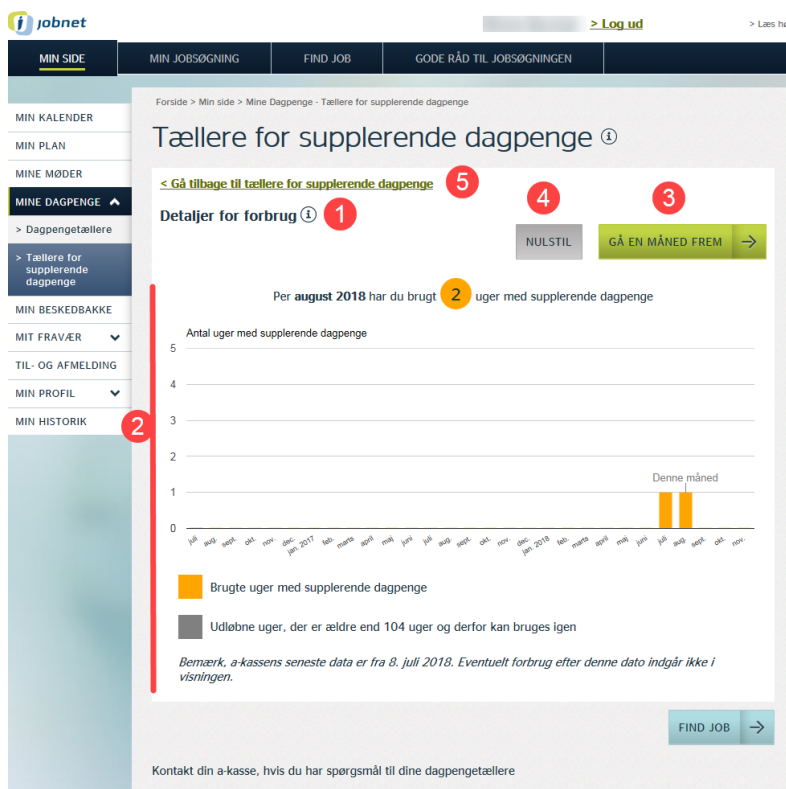 jobnet
> Log ud
> Læs
MIN SIDE
MIN JOBSØGNING
FIND JOB
GODE RÅD TIL JOBSØGNINGEN
MIN KALENDER
MIN PLAN
MINE MØDER
MINE DAGPENGE
> Dagpengetællere
> Tællere for
supplerende
dagpenge
MIN BESKEDBAKKE
MIT FRAVÆR
TIL- OG AFMELDING
MIN PROFIL
MIN HISTORIK
Forside > Min side > Mine Dagpenge - Tællere for supplerende dagpenge
Tællere for supplerende dagpenge i
< Gå tilbage til tællere for supplerende dagpenge 5
Detaljer for forbrug i 1
4
NULSTIL
3
GÅ EN MÅNED FREM
2
Per august 2018 har du brugt 2 uger med supplerende dagpenge
Antal uger med supplerende dagpenge
5
4
3
2
1
0
Denne måned
juli aug. sept. okt. nov. dec. jan. 2017 feb. marts april maj juni juli aug. sept. okt. nov. dec. jan. 2018 feb. marts april maj juni juli aug. sept. okt. nov.
Brugte uger med supplerende dagpenge
Udløbne uger, der er ældre end 104 uger og derfor kan bruges igen
Bemærk, a-kassens seneste data er fra 8. juli 2018. Eventuelt forbrug efter denne dato indgår ikke i
visningen.
FIND JOB
Kontakt din a-kasse, hvis du har spørgsmål til dine dagpengetællere